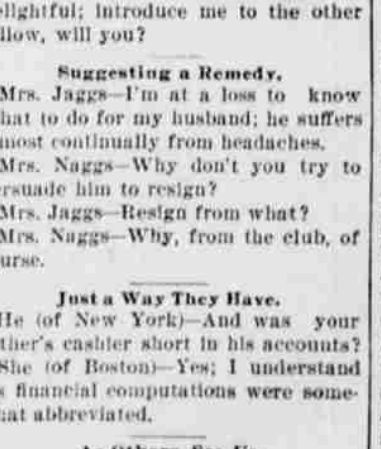 elightful; introduce me to the other
llow, will you?
Suggesting a Remedy.
Mrs. Jaggs—I'm at a loss to know
hat to do for my husband; he suffers
most continually from headaches.
Mrs. Naggs—Why don't you try to
ersuade him to resign?
Mrs. Jaggs—Resign from what?
Mrs. Naggs—Why, from the club, of
urse.
Just a Way They Have.
He (of New York)—And was your
ther's cashier short in his accounts?
She (of Boston)—Yes; I understand
s financial computations were some-
hat abbreviated.